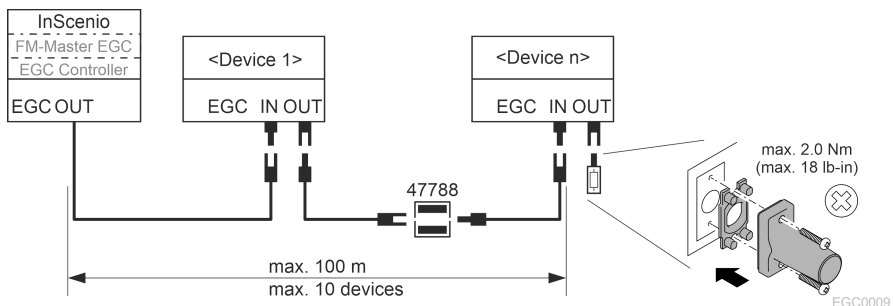 InScenio
FM-Master EGC
EGC Controller
EGC OUT
<Device 1>
EGC IN OUT
<Device n>
EGC IN OUT
47788
max. 100 m
max. 10 devices
max. 2.0 Nm
(max. 18 lb-in)
EGC0009